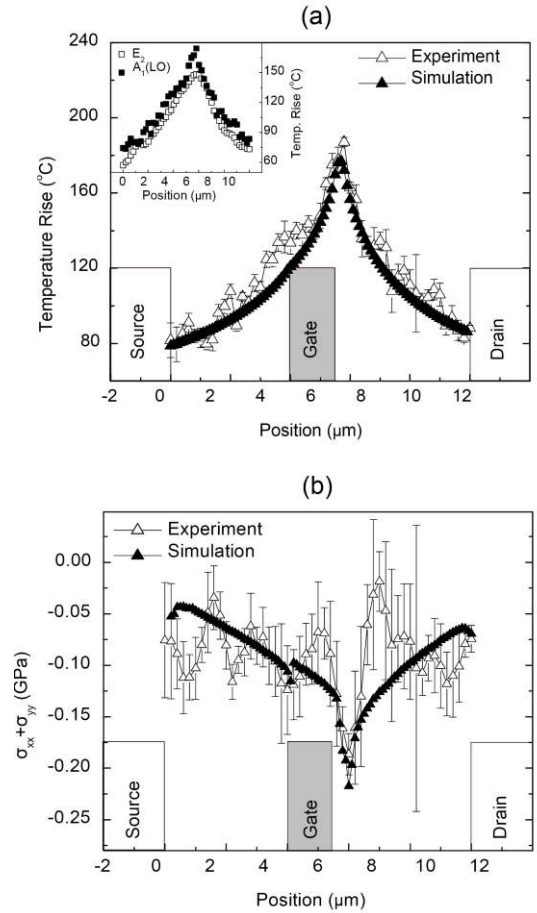 (a)
240
200
160
120
80
Temperature Rise (°C)
E2
A1(LO)
150
120
90
60
Temp. Rise (°C)
0 2 4 6 8 10
Position (μm)
Experiment
Simulation
Source
Gate
Drain
-2 0 2 4 6 8 10 12
Position (μm)
(b)
Experiment
Simulation
0.00
-0.05
-0.10
-0.15
-0.20
-0.25
σxx+σyy (GPa)
Source
Gate
Drain
-2 0 2 4 6 8 10 12
Position (μm)